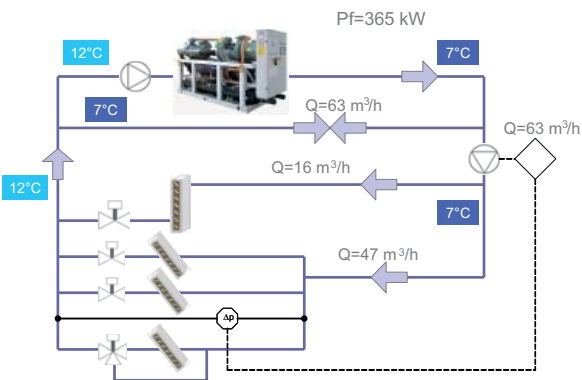 Pf=365 kW
12°C
7°C
7°C
Q=63 m³/h
Q=63 m³/h
Q=16 m³/h
12°C
7°C
Q=47 m³/h
Δp